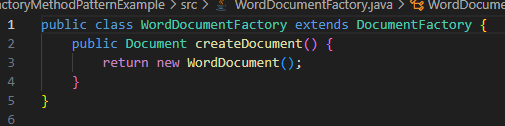 actoryMethodPatternExample > src > WordDocumentFactory.java > WordDocume
1 public class WordDocumentFactory extends DocumentFactory {
2     public Document createDocument() {
3         return new WordDocument();
4     }
5 }
6